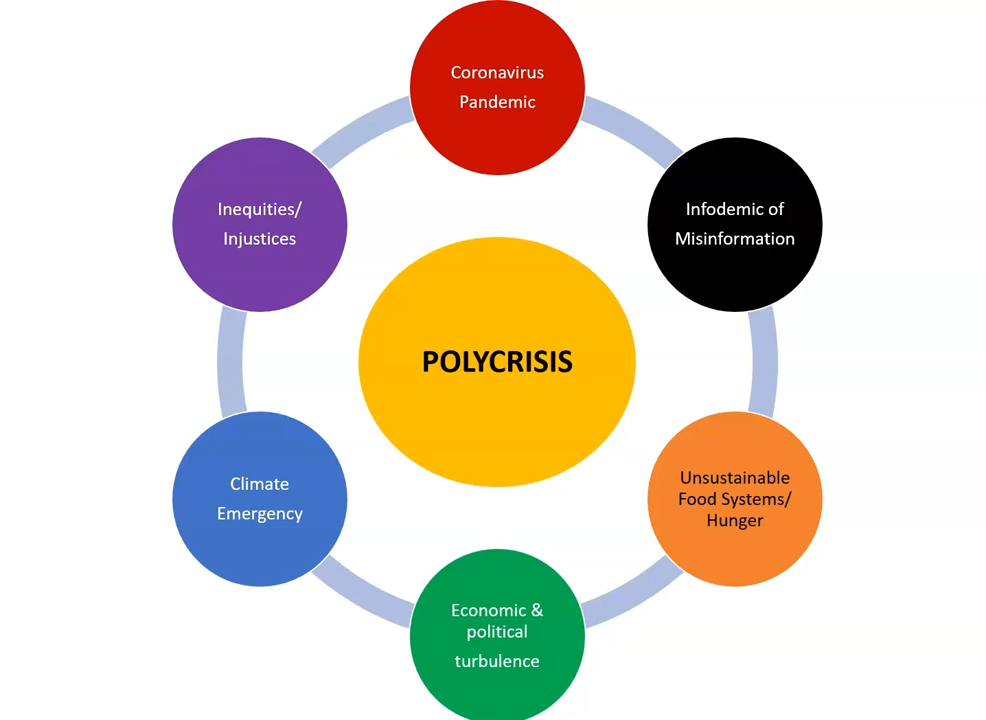 Coronavirus
Pandemic
Inequities/
Injustices
Infodemic of
Misinformation
POLYCRISIS
Climate
Emergency
Unsustainable
Food Systems/
Hunger
Economic &
political
turbulence